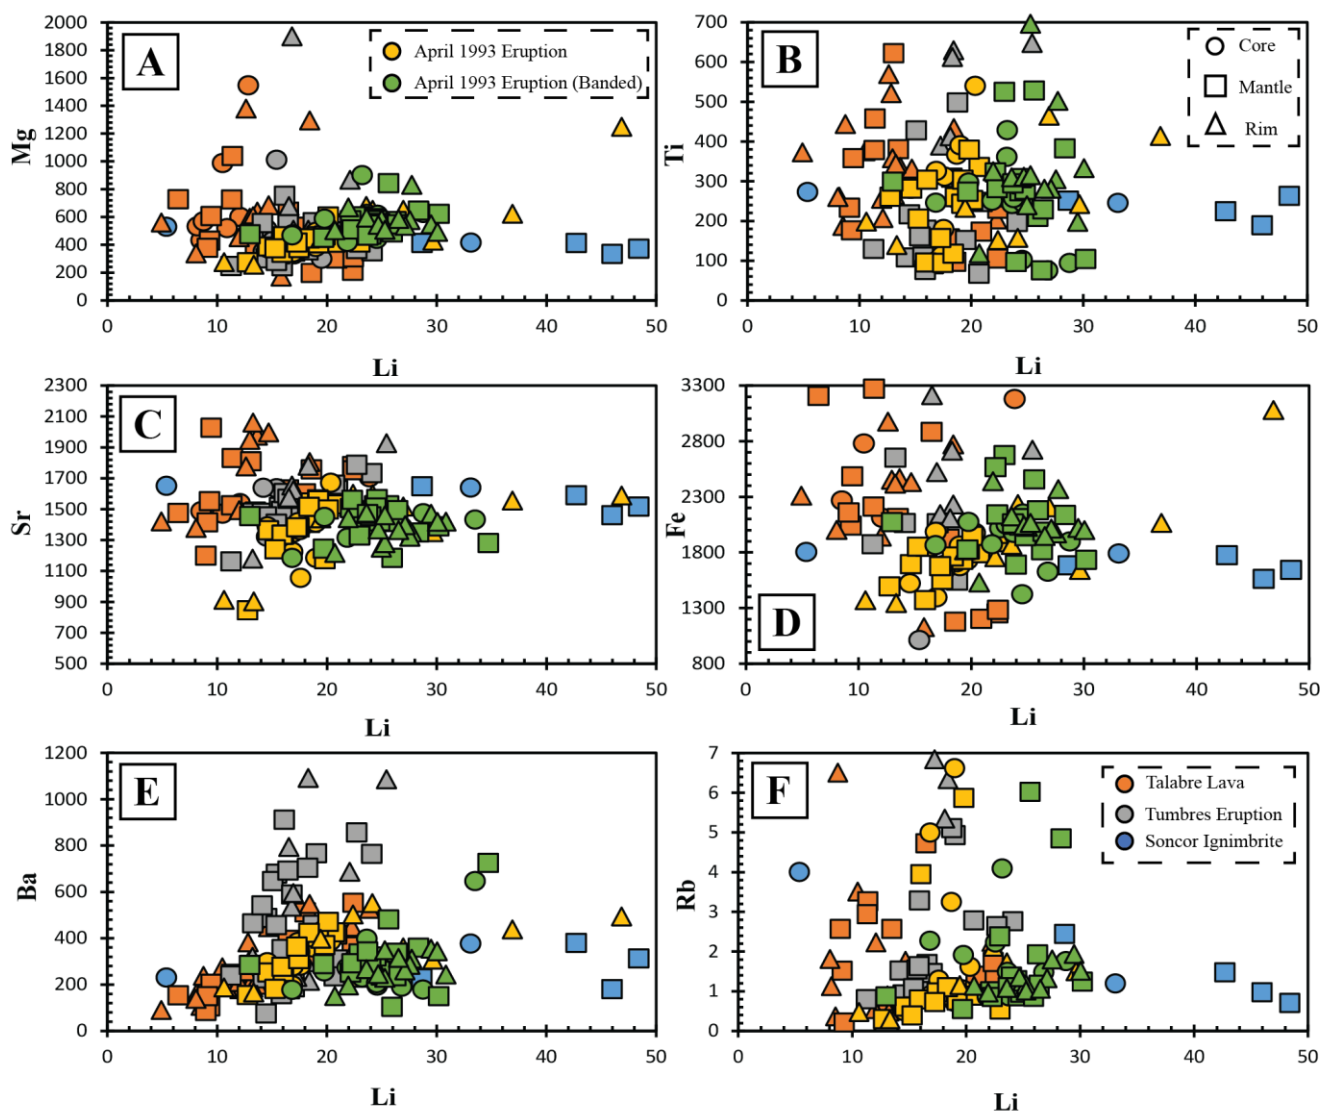 2000
1800
1600
1400
1200
1000
800
600
400
200
0
Mg
A
April 1993 Eruption
April 1993 Eruption (Banded)
0 10 20 30 40 50
Li
700
600
500
400
300
200
100
0
Ti
B
Core
Mantle
Rim
0 10 20 30 40 50
Li
2300
2100
1900
1700
1500
1300
1100
900
700
500
Sr
C
0 10 20 30 40 50
Li
3300
2800
2300
1800
1300
800
Fe
D
0 10 20 30 40 50
Li
1200
1000
800
600
400
200
0
Ba
E
0 10 20 30 40 50
Li
7
6
5
4
3
2
1
0
Rb
F
Talabre Lava
Tumbres Eruption
Soncor Ignimbrite
0 10 20 30 40 50
Li